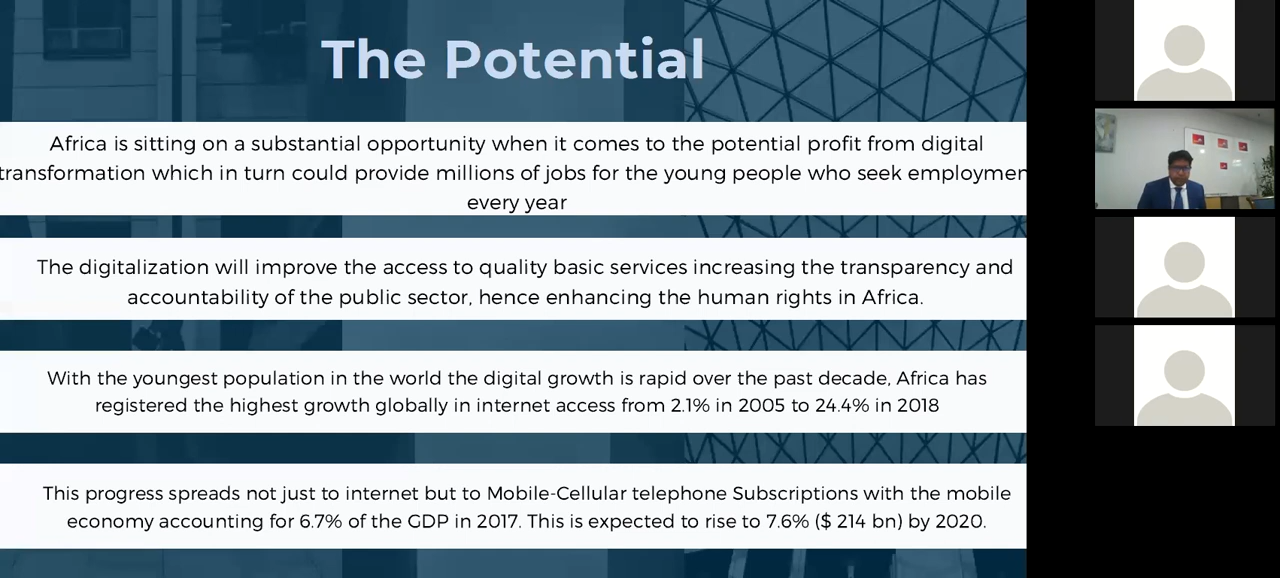 The Potential
Africa is sitting on a substantial opportunity when it comes to the potential profit from digital
transformation which in turn could provide millions of jobs for the young people who seek employmen
every year
The digitalization will improve the access to quality basic services increasing the transparency and
accountability of the public sector, hence enhancing the human rights in Africa.
With the youngest population in the world the digital growth is rapid over the past decade, Africa has
registered the highest growth globally in internet access from 2.1% in 2005 to 24.4% in 2018
This progress spreads not just to internet but to Mobile-Cellular telephone Subscriptions with the mobile
economy accounting for 6.7% of the GDP in 2017. This is expected to rise to 7.6% ($ 214 bn) by 2020.